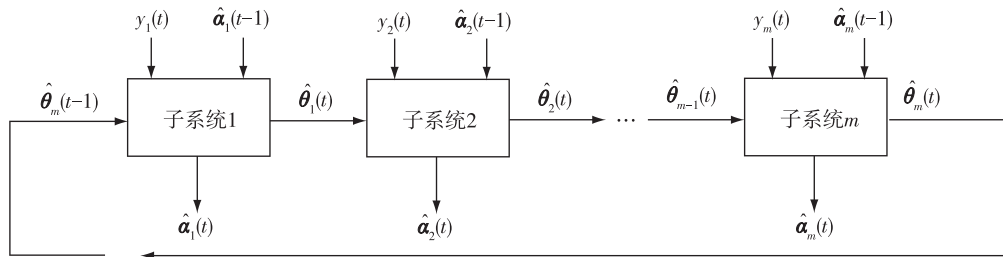 y₁(t) α̂₁(t−1) y₂(t) α̂₂(t−1) yₘ(t) α̂ₘ(t−1)
θ̂ₘ(t−1) 子系统1 θ̂₁(t) 子系统2 θ̂₂(t) … θ̂ₘ₋₁(t) 子系统m θ̂ₘ(t)
α̂₁(t) α̂₂(t) α̂ₘ(t)